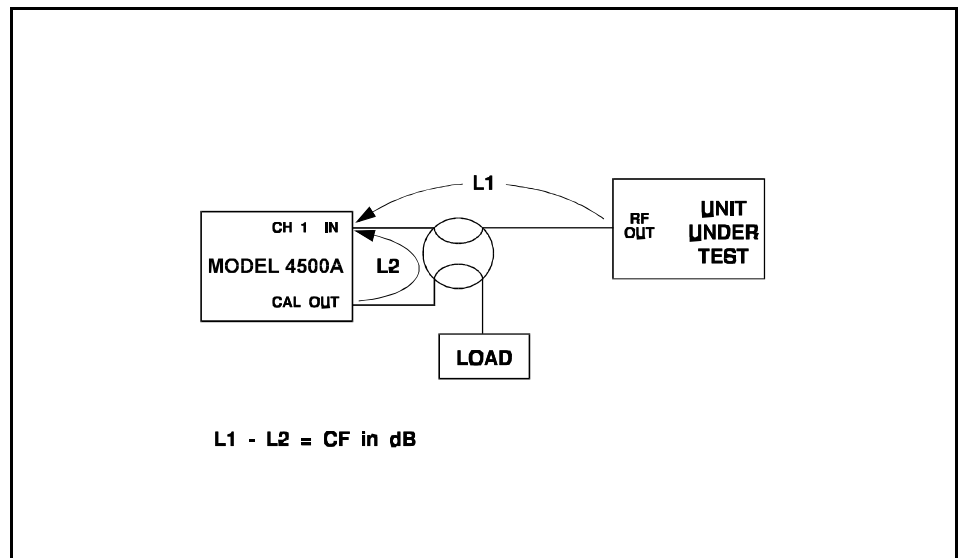 L1
CH 1 IN
RF OUT
UNIT UNDER TEST
MODEL 4500A
L2
CAL OUT
LOAD
L1 - L2 = CF in dB